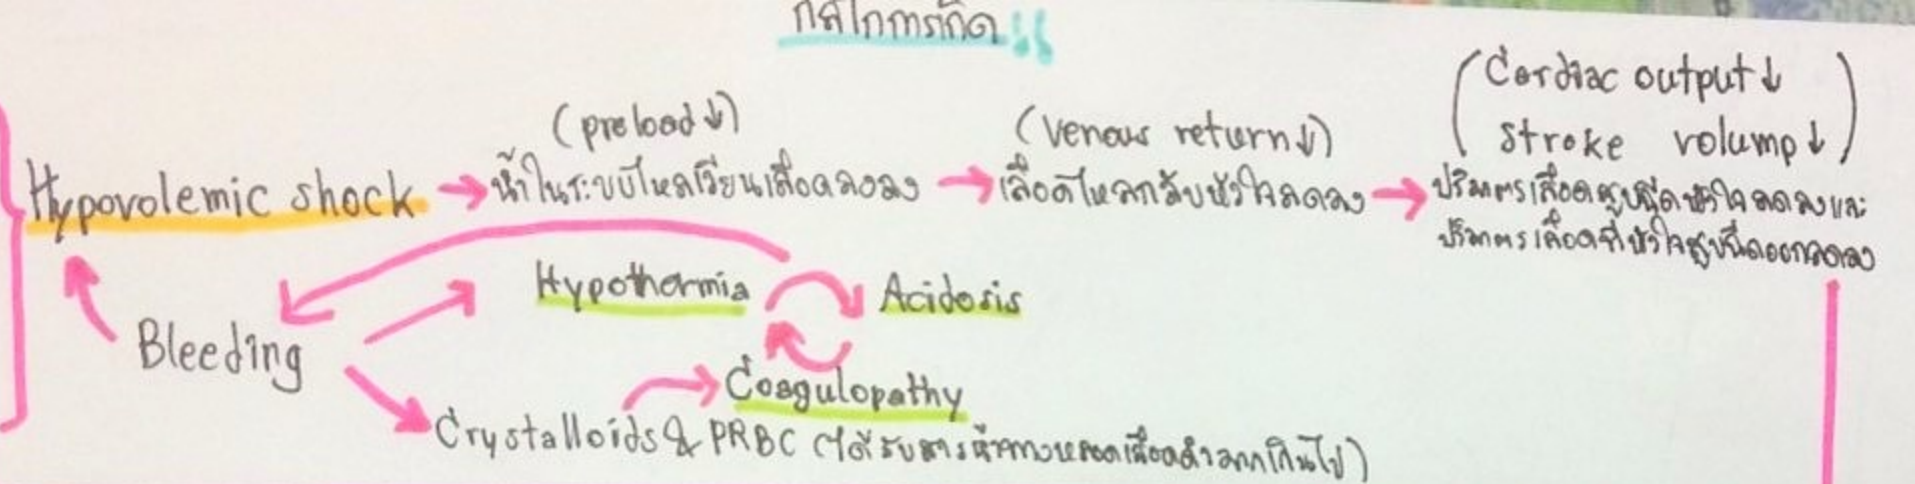 กลไกการเกิด
(preload↓)
(venous return↓)
(Cardiac output↓
stroke volump↓)
Hypovolemic shock → น้ำในระบบไหลเวียนเลือดลดลง → เลือดไหลกลับหัวใจลดลง → ปริมาตรเลือดสูบฉีดหัวใจลดลงและ
ปริมาตรเลือดที่หัวใจสูบฉีดออกลดลง
Hypothermia
Acidosis
Bleeding
Coagulopathy
Crystalloids & PRBC (ได้รับสารน้ำทางหลอดเลือดดำมากเกินไป)